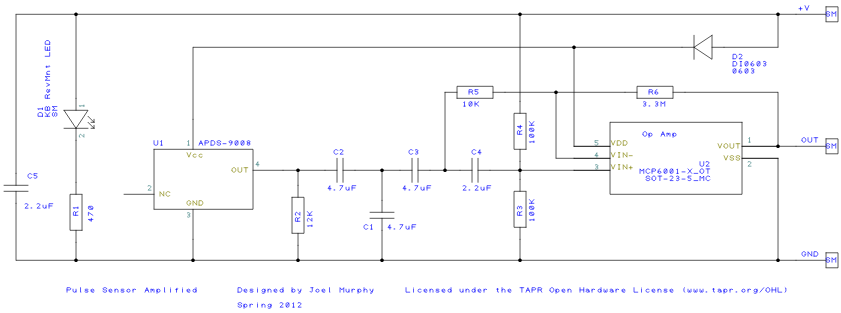 +V
SM
D1
KB RevMnt LED
SM
1
2
D2
DI0603
0603
R5
10K
R6
3.3M
R4
100K
Op Amp
U1
APDS-9008
1
Vcc
OUT
4
2
NC
GND
3
C2
4.7uF
C3
4.7uF
C4
2.2uF
5
VDD
4
VIN-
3
VIN+
VOUT
1
VSS
2
U2
MCP6001-X_OT
SOT-23-5_MC
OUT
SM
C5
2.2uF
R1
470
R2
12K
C1
4.7uF
R3
100K
GND
SM
Pulse Sensor Amplified
Designed by Joel Murphy
Licensed under the TAPR Open Hardware License (www.tapr.org/OHL)
Spring 2012